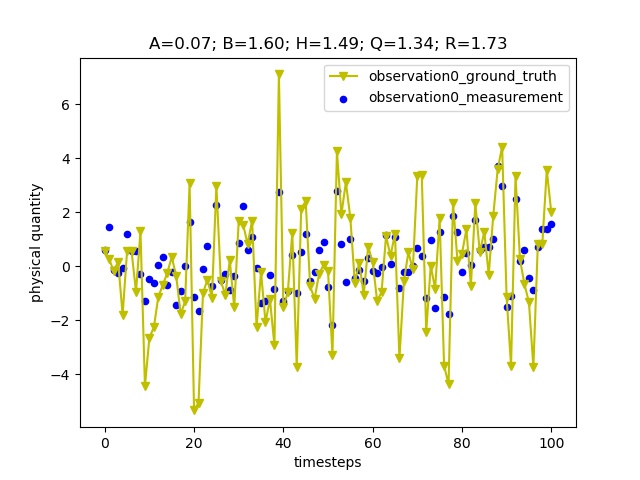 A=0.07; B=1.60; H=1.49; Q=1.34; R=1.73
observation0_ground_truth
observation0_measurement
physical quantity
6
4
2
0
−2
−4
0 20 40 60 80 100
timesteps